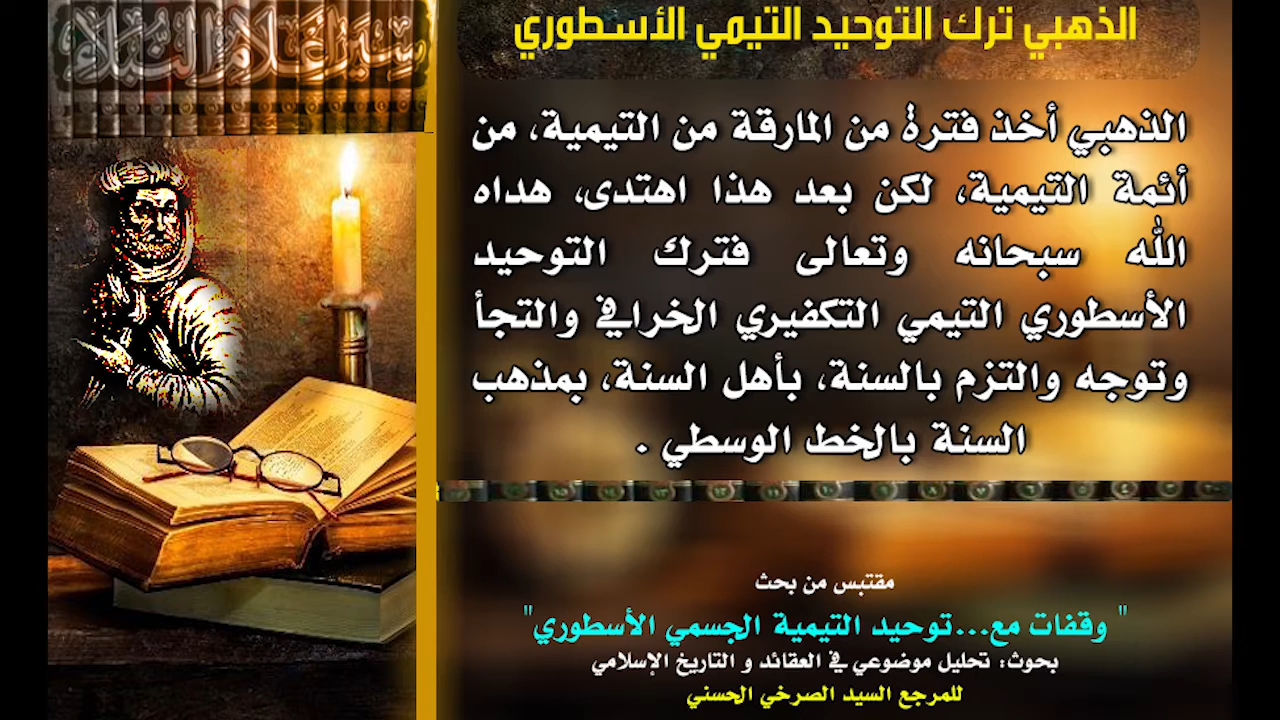 سير أعلام النبلاء
الذهبي ترك التوحيد التيمي الأسطوري
الذهبي أخذ فترة من المارقة من التيمية، من
أئمة التيمية، لكن بعد هذا اهتدى، هداه
الله سبحانه وتعالى فترك التوحيد
الأسطوري التيمي التكفيري الخرافي والتجأ
وتوجه والتزم بالسنة، بأهل السنة، بمذهب
السنة بالخط الوسطي .
مقتبس من بحث
" وقفات مع...توحيد التيمية الجسمي الأسطوري"
بحوث: تحليل موضوعي في العقائد و التاريخ الإسلامي
للمرجع السيد الصرخي الحسني